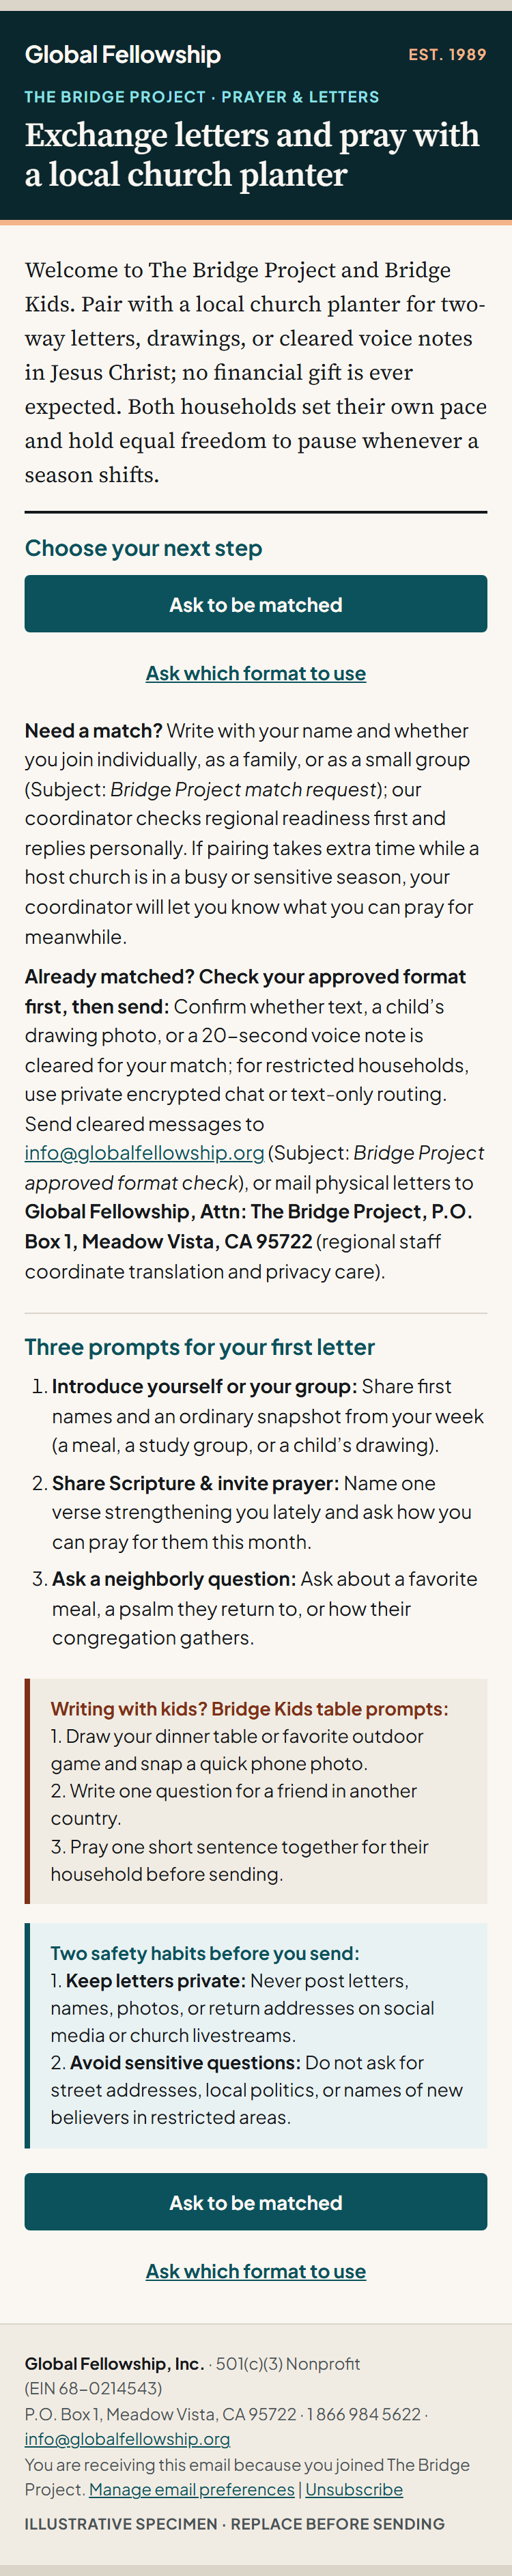 Global Fellowship
EST. 1989
THE BRIDGE PROJECT · PRAYER & LETTERS
Exchange letters and pray with
a local church planter
Welcome to The Bridge Project and Bridge
Kids. Pair with a local church planter for two-
way letters, drawings, or cleared voice notes
in Jesus Christ; no financial gift is ever
expected. Both households set their own pace
and hold equal freedom to pause whenever a
season shifts.
Choose your next step
Ask to be matched
Ask which format to use
Need a match? Write with your name and whether
you join individually, as a family, or as a small group
(Subject: Bridge Project match request); our
coordinator checks regional readiness first and
replies personally. If pairing takes extra time while a
host church is in a busy or sensitive season, your
coordinator will let you know what you can pray for
meanwhile.
Already matched? Check your approved format
first, then send: Confirm whether text, a child's
drawing photo, or a 20–second voice note is
cleared for your match; for restricted households,
use private encrypted chat or text-only routing.
Send cleared messages to
info@globalfellowship.org (Subject: Bridge Project
approved format check), or mail physical letters to
Global Fellowship, Attn: The Bridge Project, P.O.
Box 1, Meadow Vista, CA 95722 (regional staff
coordinate translation and privacy care).
Three prompts for your first letter
1. Introduce yourself or your group: Share first
names and an ordinary snapshot from your week
(a meal, a study group, or a child's drawing).
2. Share Scripture & invite prayer: Name one
verse strengthening you lately and ask how you
can pray for them this month.
3. Ask a neighborly question: Ask about a favorite
meal, a psalm they return to, or how their
congregation gathers.
Writing with kids? Bridge Kids table prompts:
1. Draw your dinner table or favorite outdoor
game and snap a quick phone photo.
2. Write one question for a friend in another
country.
3. Pray one short sentence together for their
household before sending.
Two safety habits before you send:
1. Keep letters private: Never post letters,
names, photos, or return addresses on social
media or church livestreams.
2. Avoid sensitive questions: Do not ask for
street addresses, local politics, or names of new
believers in restricted areas.
Ask to be matched
Ask which format to use
Global Fellowship, Inc. · 501(c)(3) Nonprofit
(EIN 68–0214543)
P.O. Box 1, Meadow Vista, CA 95722 · 1 866 984 5622 ·
info@globalfellowship.org
You are receiving this email because you joined The Bridge
Project. Manage email preferences | Unsubscribe
ILLUSTRATIVE SPECIMEN · REPLACE BEFORE SENDING